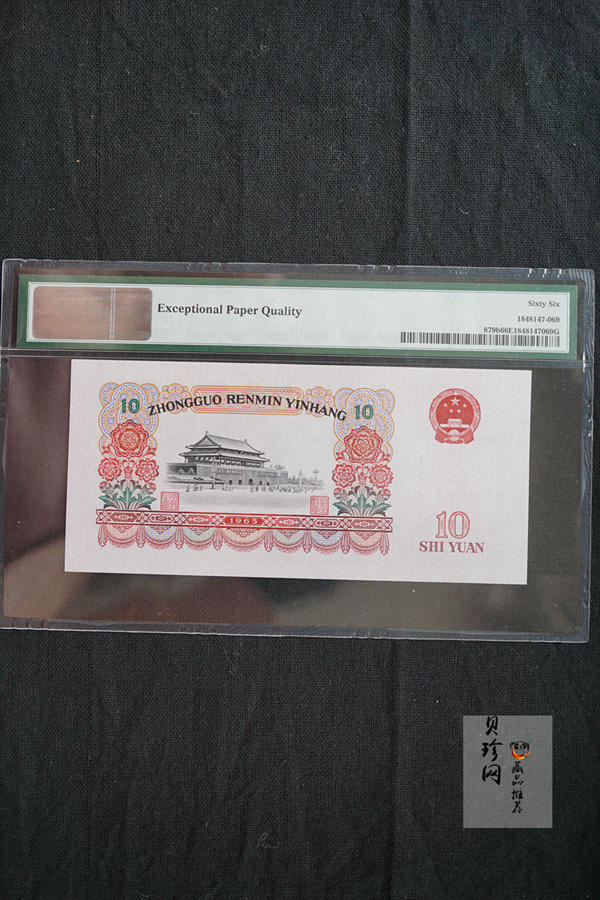 Exceptional Paper Quality
Sixty Six
1848147-069
879b66E1848147069G
10
ZHONGGUO RENMIN YINHANG
10
1965
10
SHI YUAN
贝珍网
藏品推荐